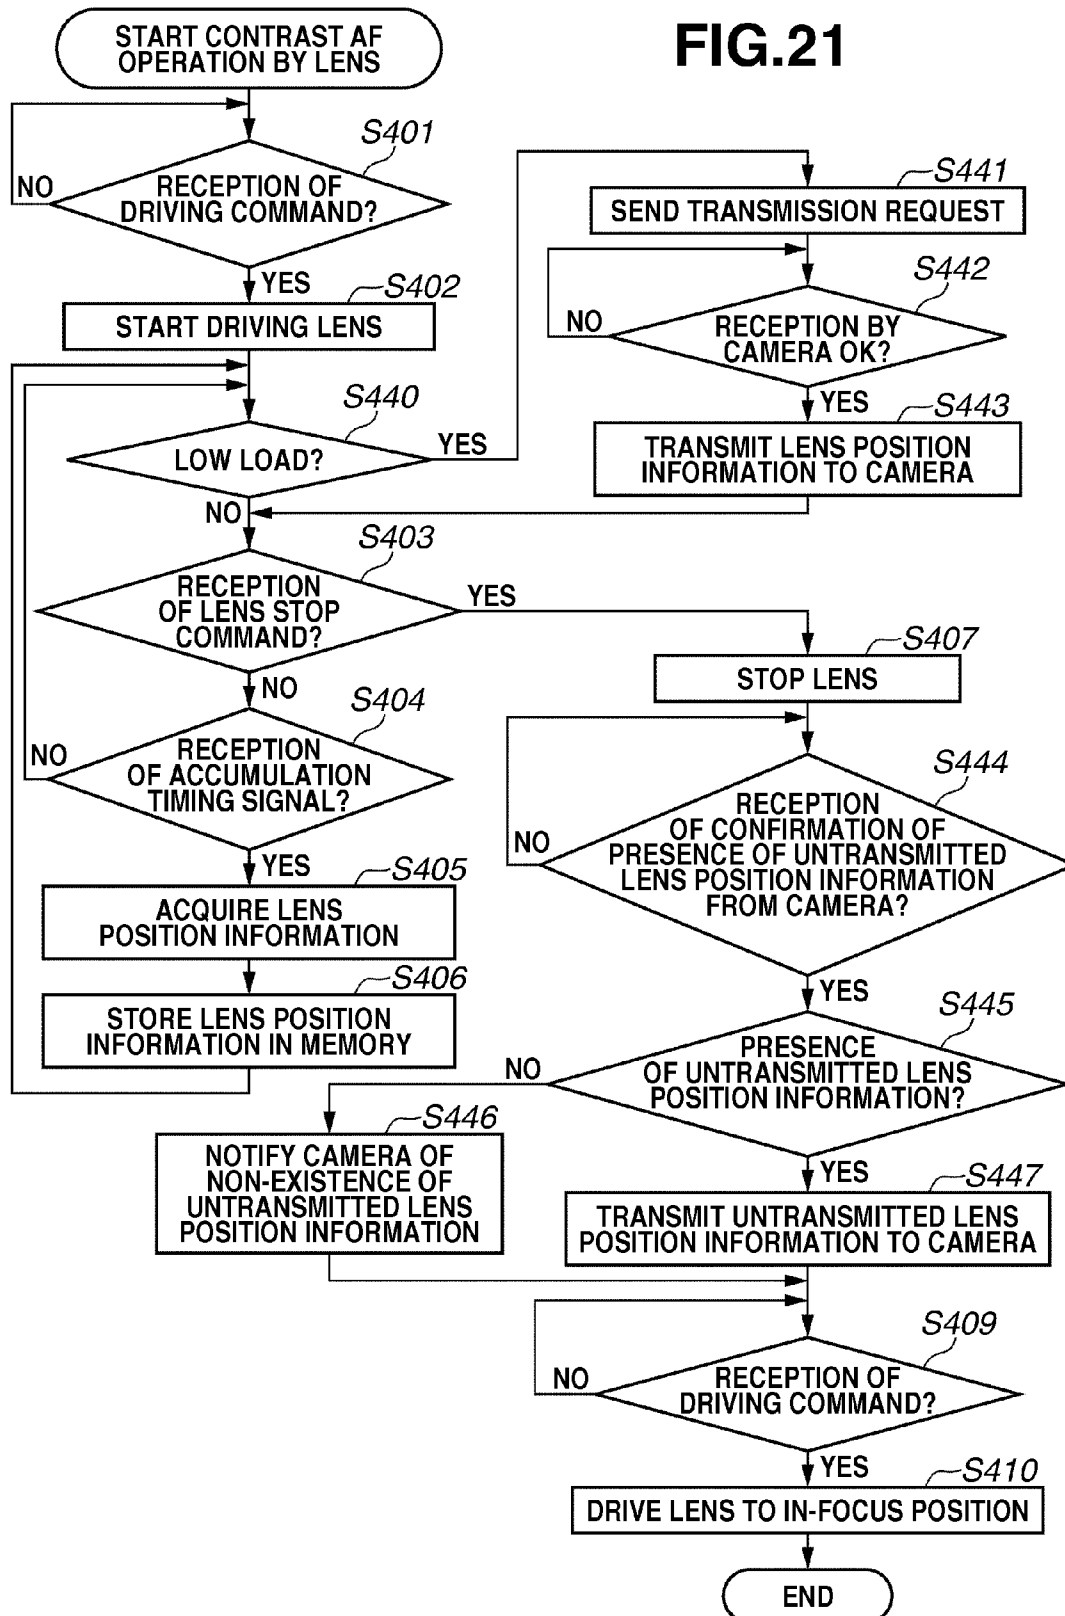 FIG.21
START CONTRAST AF
OPERATION BY LENS
S401
RECEPTION OF
DRIVING COMMAND?
NO
YES
S402
START DRIVING LENS
S440
LOW LOAD?
YES
NO
S441
SEND TRANSMISSION REQUEST
S442
RECEPTION BY
CAMERA OK?
NO
YES
S443
TRANSMIT LENS POSITION
INFORMATION TO CAMERA
S403
RECEPTION
OF LENS STOP
COMMAND?
YES
NO
S404
RECEPTION
OF ACCUMULATION
TIMING SIGNAL?
NO
YES
S405
ACQUIRE LENS
POSITION INFORMATION
S406
STORE LENS POSITION
INFORMATION IN MEMORY
S407
STOP LENS
S444
RECEPTION
OF CONFIRMATION OF
PRESENCE OF UNTRANSMITTED
LENS POSITION INFORMATION
FROM CAMERA?
NO
YES
S445
PRESENCE
OF UNTRANSMITTED LENS
POSITION INFORMATION?
NO
YES
S446
NOTIFY CAMERA OF
NON-EXISTENCE OF
UNTRANSMITTED LENS
POSITION INFORMATION
S447
TRANSMIT UNTRANSMITTED LENS
POSITION INFORMATION TO CAMERA
S409
RECEPTION OF
DRIVING COMMAND?
NO
YES
S410
DRIVE LENS TO IN-FOCUS POSITION
END